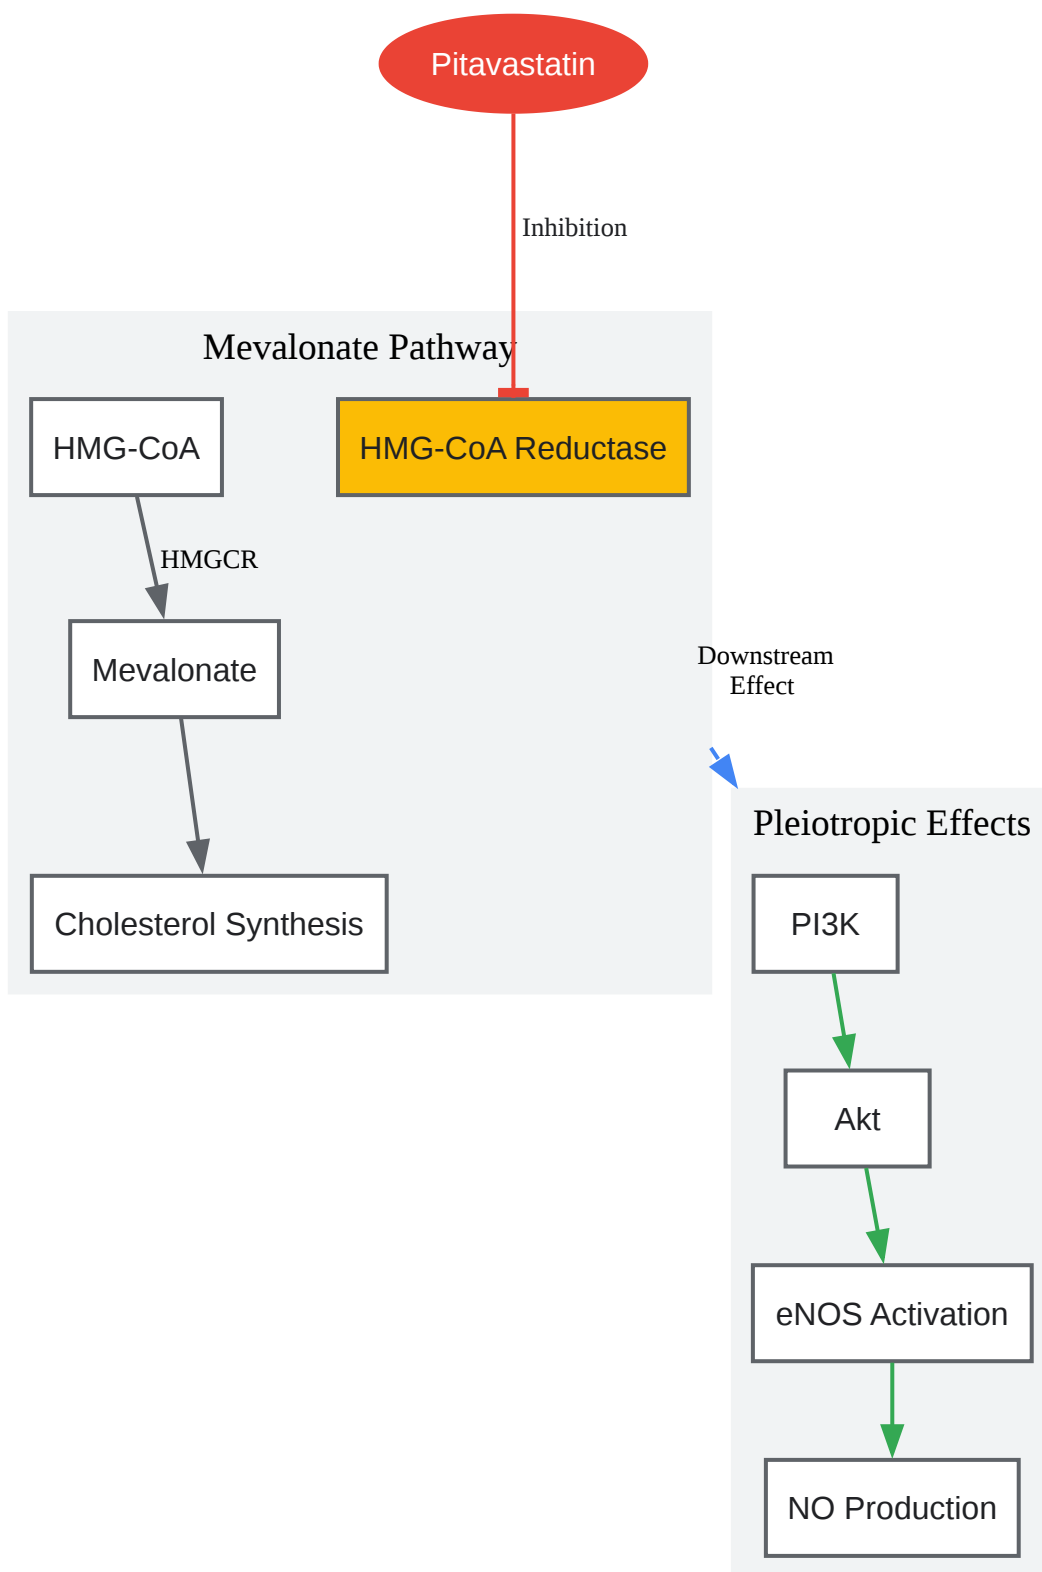 Pitavastatin
Inhibition
Mevalonate Pathway
HMG-CoA
HMG-CoA Reductase
HMGCR
Mevalonate
Cholesterol Synthesis
Downstream
Effect
Pleiotropic Effects
PI3K
Akt
eNOS Activation
NO Production